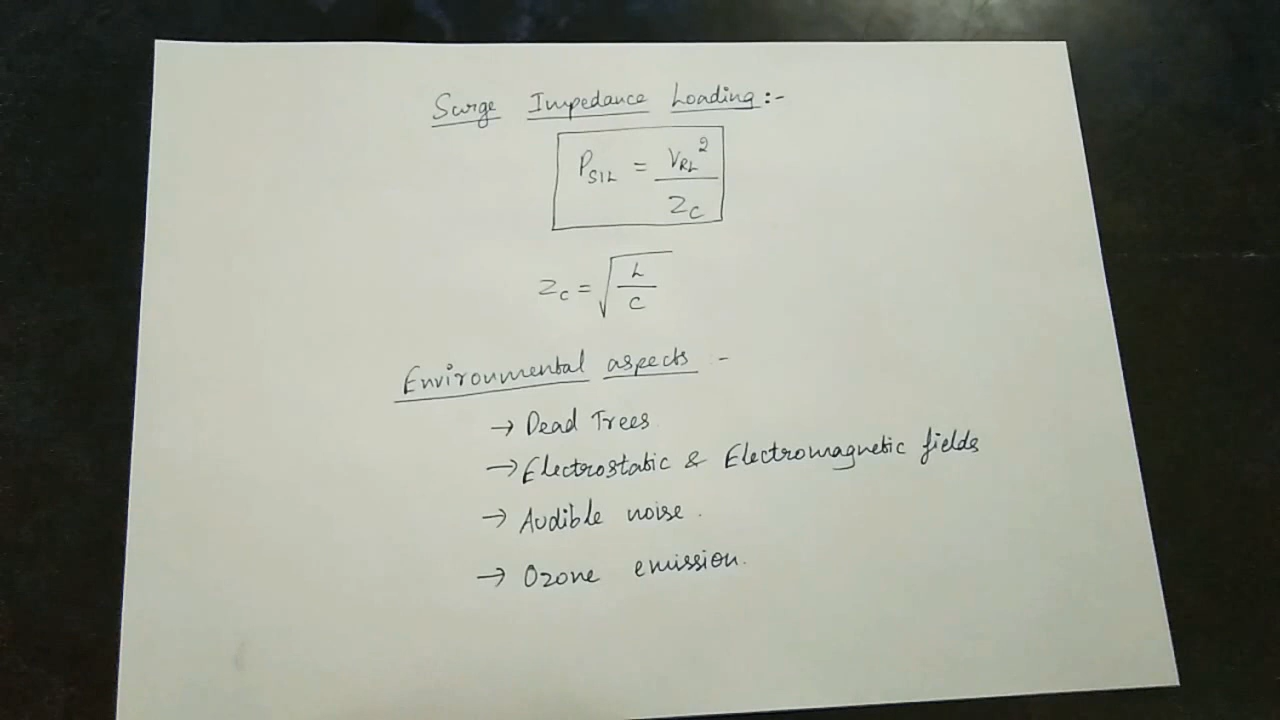 Surge Impedance Loading:-
P_SIL = V_RL^2 / Z_C
Z_C = √(L/C)
Environmental aspects -
→ Dead Trees
→ Electrostatic & Electromagnetic fields
→ Audible noise.
→ Ozone emission.